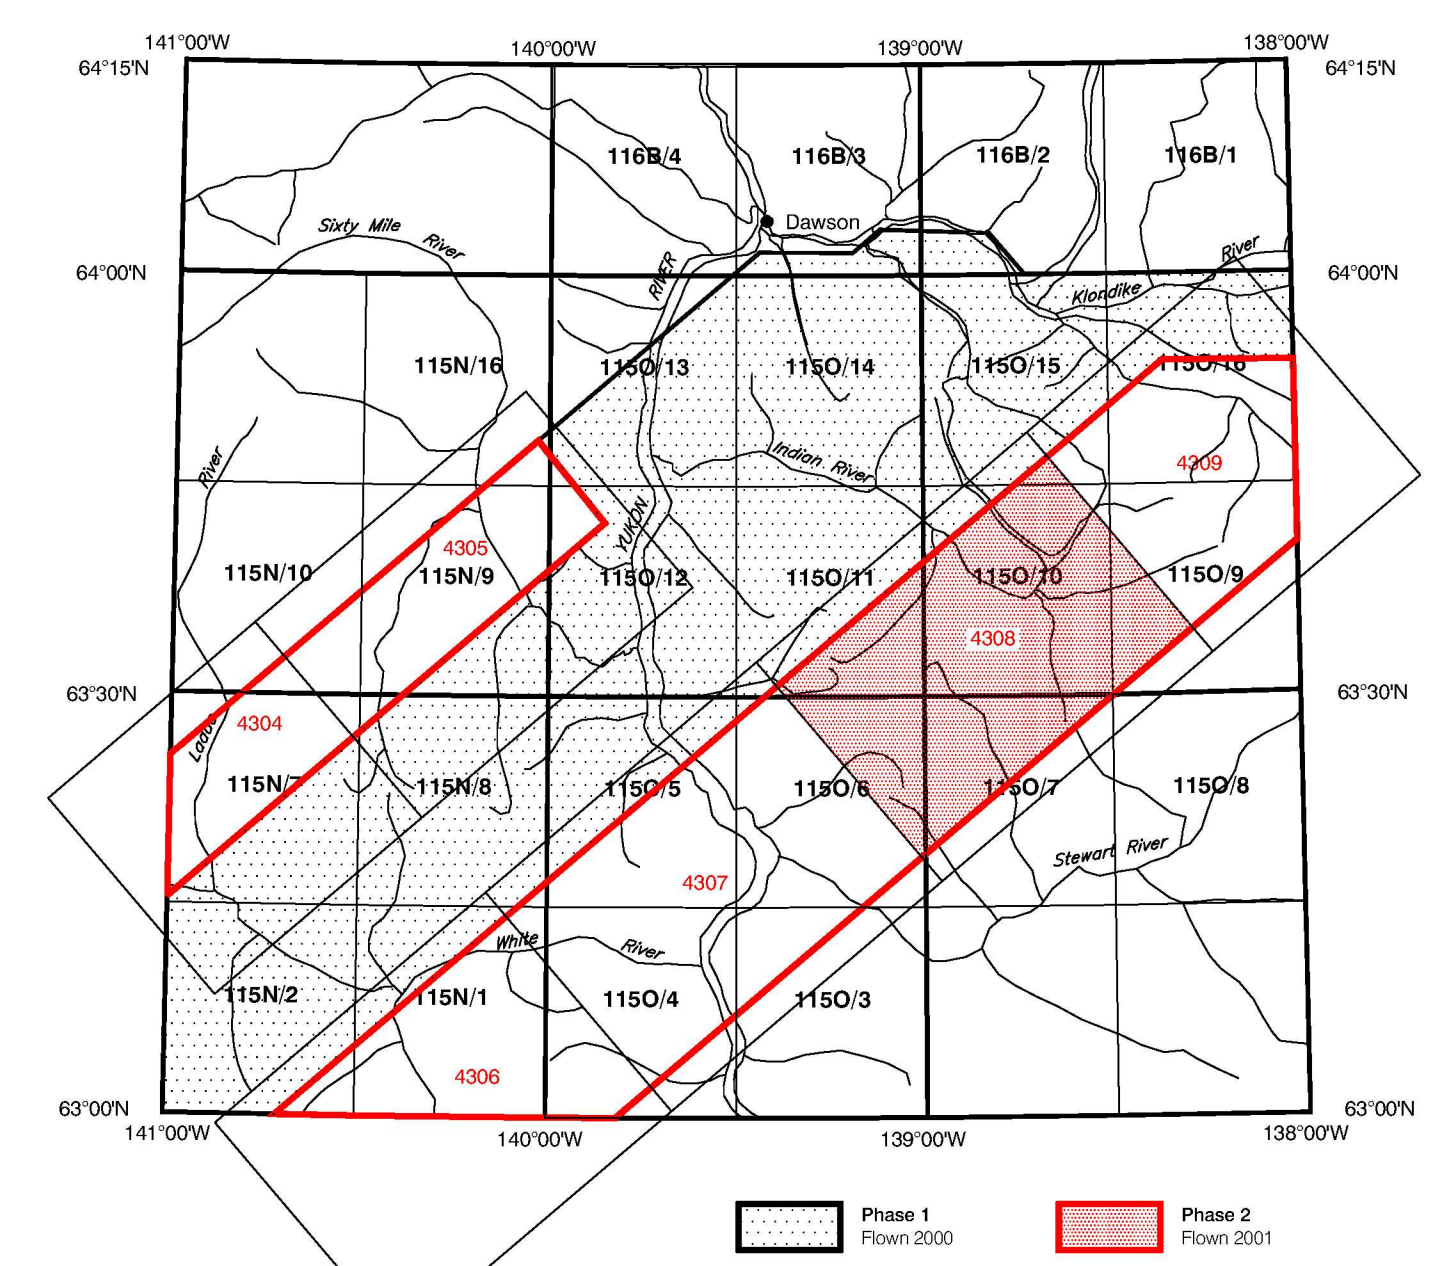 141°00'W
140°00'W
139°00'W
138°00'W
64°15'N
64°15'N
116B/4
116B/3
116B/2
116B/1
Dawson
Sixty Mile
River
RIVER
River
64°00'N
64°00'N
Klondike
115N/16
115O/13
115O/14
115O/15
115O/16
River
Indian River
4309
YUKON
4305
115N/10
115N/9
115O/12
115O/11
115O/10
115O/9
4308
63°30'N
63°30'N
4304
Ladue
115N/7
115N/8
115O/5
115O/6
115O/7
115O/8
Stewart River
4307
White
River
115N/2
115N/1
115O/4
115O/3
4306
63°00'N
63°00'N
141°00'W
140°00'W
139°00'W
138°00'W
Phase 1
Flown 2000
Phase 2
Flown 2001